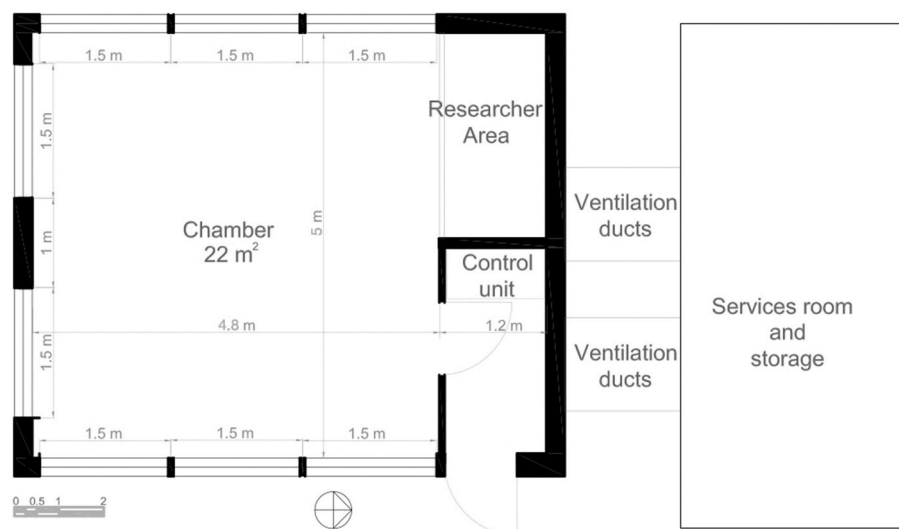 1.5 m 1.5 m 1.5 m
1.5 m
Researcher
Area
Chamber
22 m²
5 m
1 m
Ventilation
ducts
Control
unit
Services room
and
storage
4.8 m
1.2 m
1.5 m
Ventilation
ducts
1.5 m 1.5 m 1.5 m
0 0.5 1 2